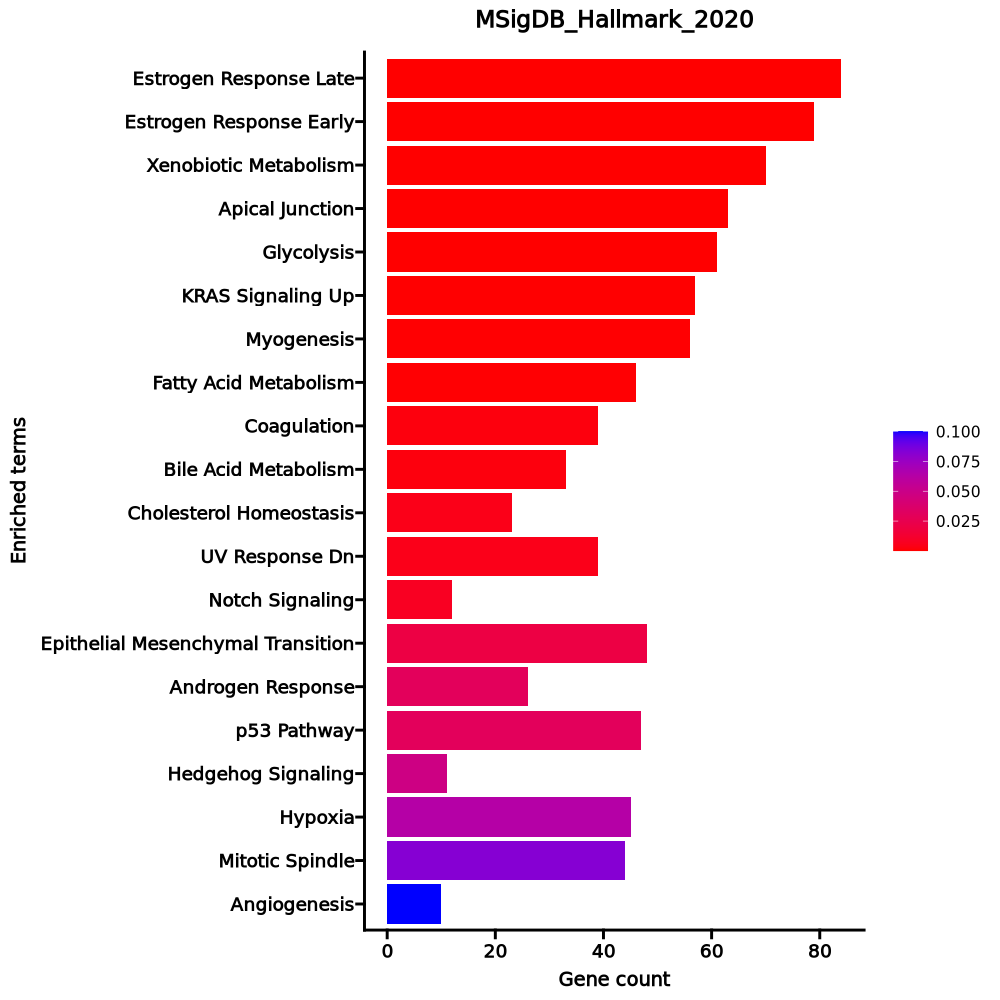 MSigDB_Hallmark_2020
Estrogen Response Late
Estrogen Response Early
Xenobiotic Metabolism
Apical Junction
Glycolysis
KRAS Signaling Up
Myogenesis
Fatty Acid Metabolism
Coagulation
Bile Acid Metabolism
Cholesterol Homeostasis
UV Response Dn
Notch Signaling
Epithelial Mesenchymal Transition
Androgen Response
p53 Pathway
Hedgehog Signaling
Hypoxia
Mitotic Spindle
Angiogenesis
Enriched terms
0 20 40 60 80
Gene count
0.100
0.075
0.050
0.025